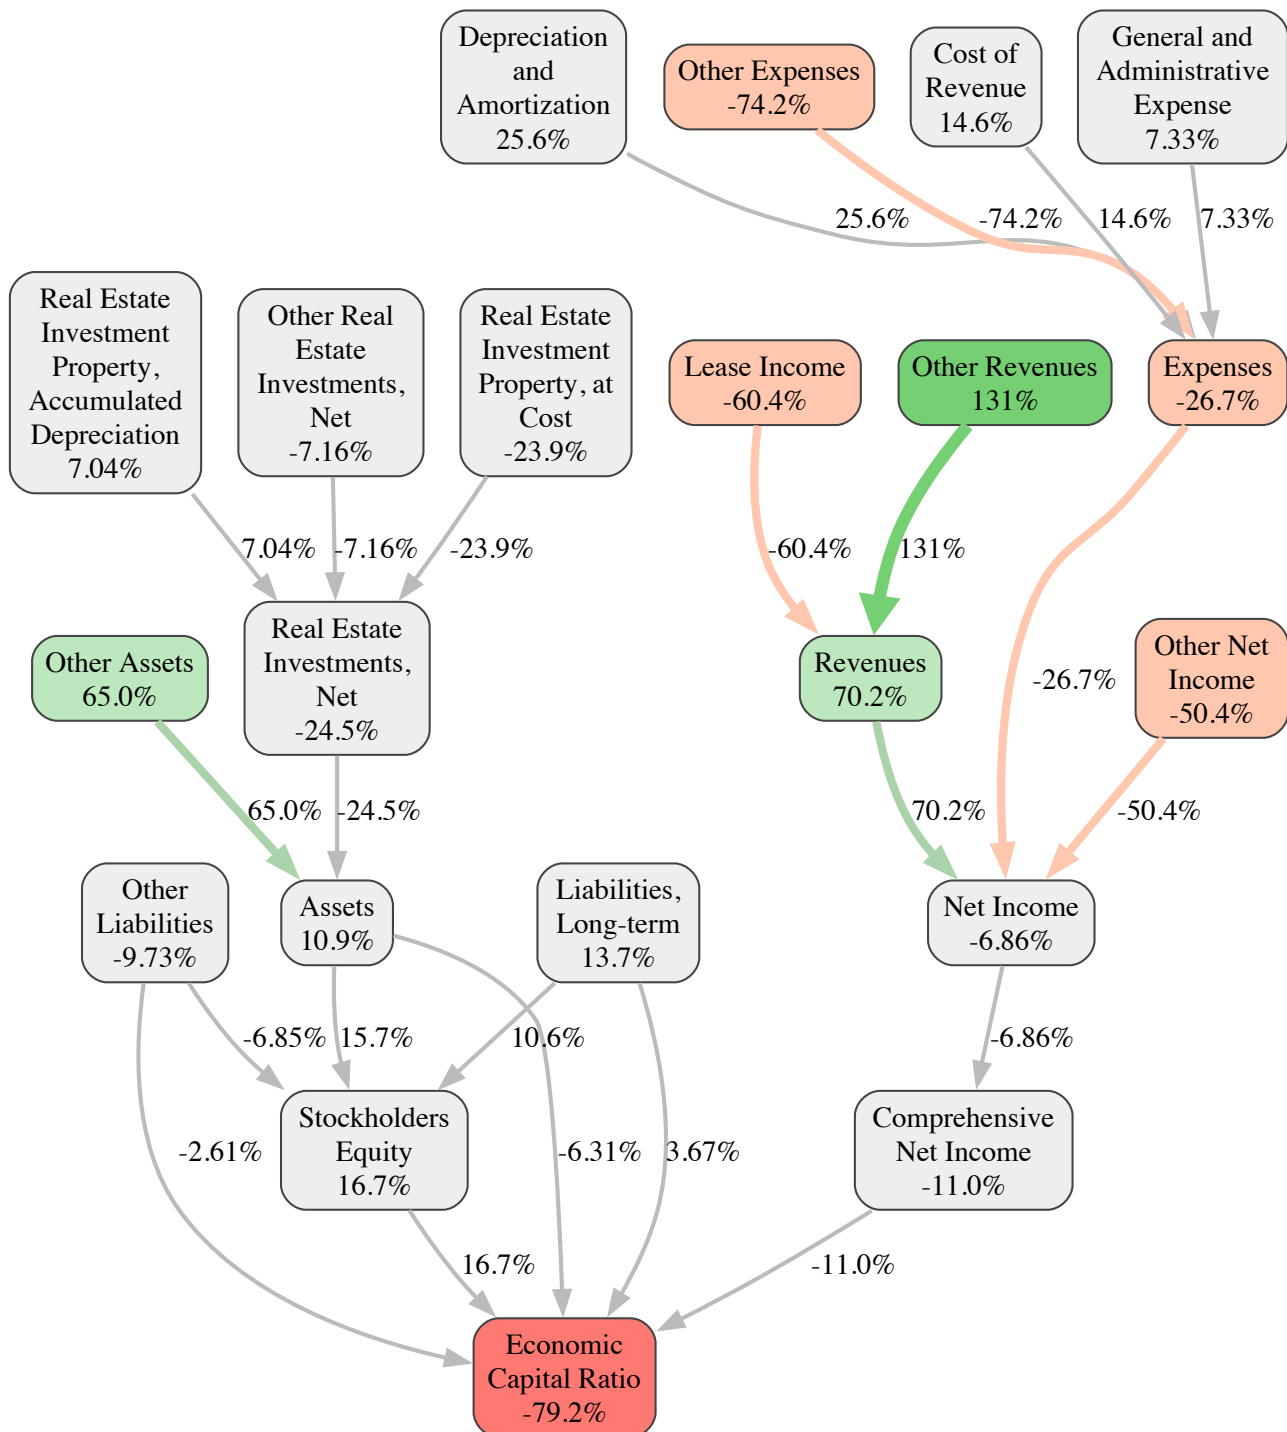 Depreciation
and
Amortization
25.6%
Other Expenses
-74.2%
Cost of
Revenue
14.6%
General and
Administrative
Expense
7.33%
25.6%
-74.2%
14.6%
7.33%
Real Estate
Investment
Property,
Accumulated
Depreciation
7.04%
Other Real
Estate
Investments,
Net
-7.16%
Real Estate
Investment
Property, at
Cost
-23.9%
Lease Income
-60.4%
Other Revenues
131%
Expenses
-26.7%
7.04%
-7.16%
-23.9%
-60.4%
131%
Other Assets
65.0%
Real Estate
Investments,
Net
-24.5%
Revenues
70.2%
-26.7%
Other Net
Income
-50.4%
65.0%
-24.5%
70.2%
-50.4%
Other
Liabilities
-9.73%
Assets
10.9%
Liabilities,
Long-term
13.7%
Net Income
-6.86%
-6.85%
15.7%
10.6%
-6.86%
-2.61%
Stockholders
Equity
16.7%
-6.31%
3.67%
Comprehensive
Net Income
-11.0%
16.7%
-11.0%
Economic
Capital Ratio
-79.2%